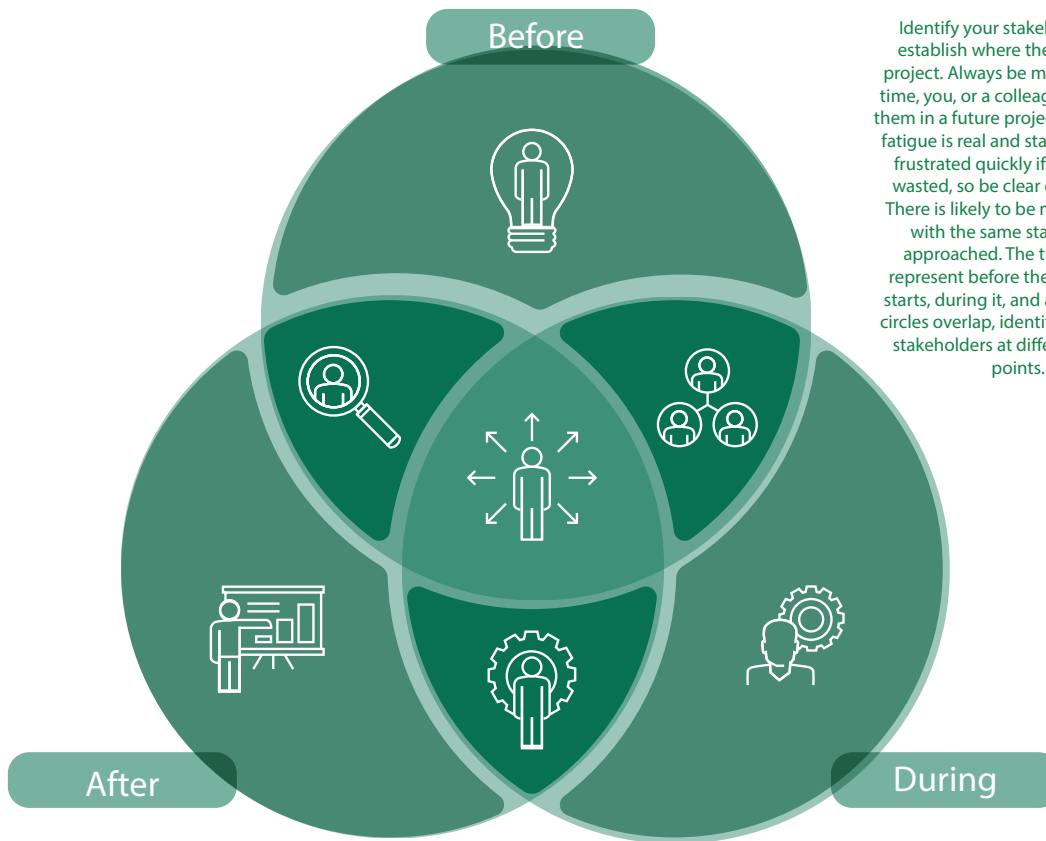 Before
Identify your stakel
establish where the
project. Always be m
time, you, or a colleag
them in a future projec
fatigue is real and sta
frustrated quickly if
wasted, so be clear
There is likely to be n
with the same sta
approached. The t
represent before the
starts, during it, and
circles overlap, identif
stakeholders at diffe
points.
After
During